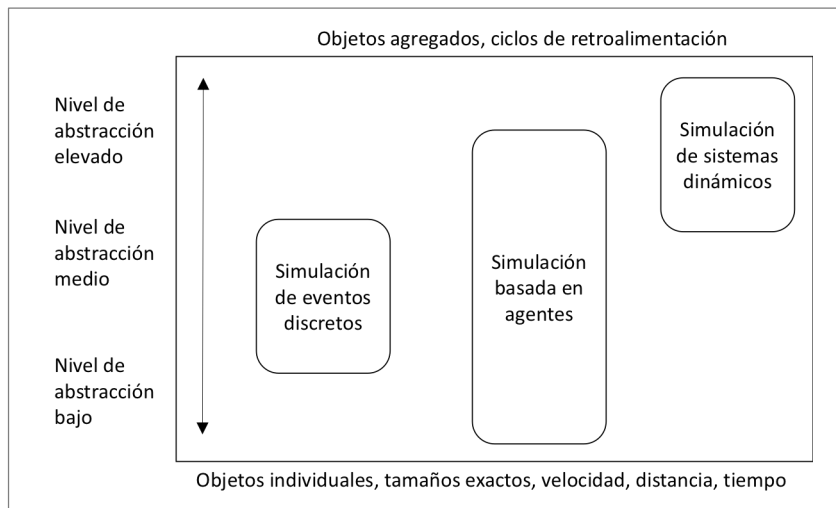 Objetos agregados, ciclos de retroalimentación
Nivel de
abstracción
elevado
Nivel de
abstracción
medio
Nivel de
abstracción
bajo
Simulación
de eventos
discretos
Simulación
basada en
agentes
Simulación
de sistemas
dinámicos
Objetos individuales, tamaños exactos, velocidad, distancia, tiempo